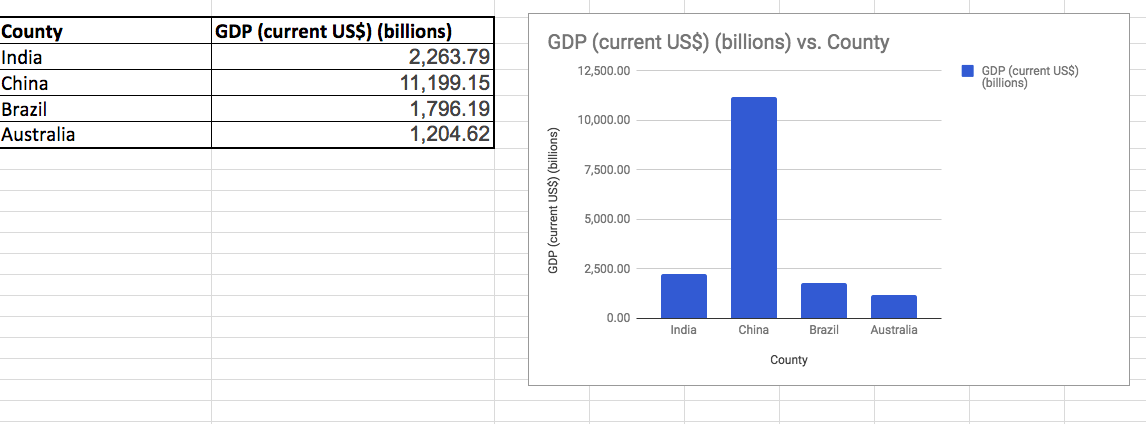 County GDP (current US$) (billions)
India 2,263.79
China 11,199.15
Brazil 1,796.19
Australia 1,204.62
GDP (current US$) (billions) vs. County
12,500.00
10,000.00
7,500.00
5,000.00
2,500.00
0.00
GDP (current US$) (billions)
India China Brazil Australia
County
GDP (current US$)
(billions)